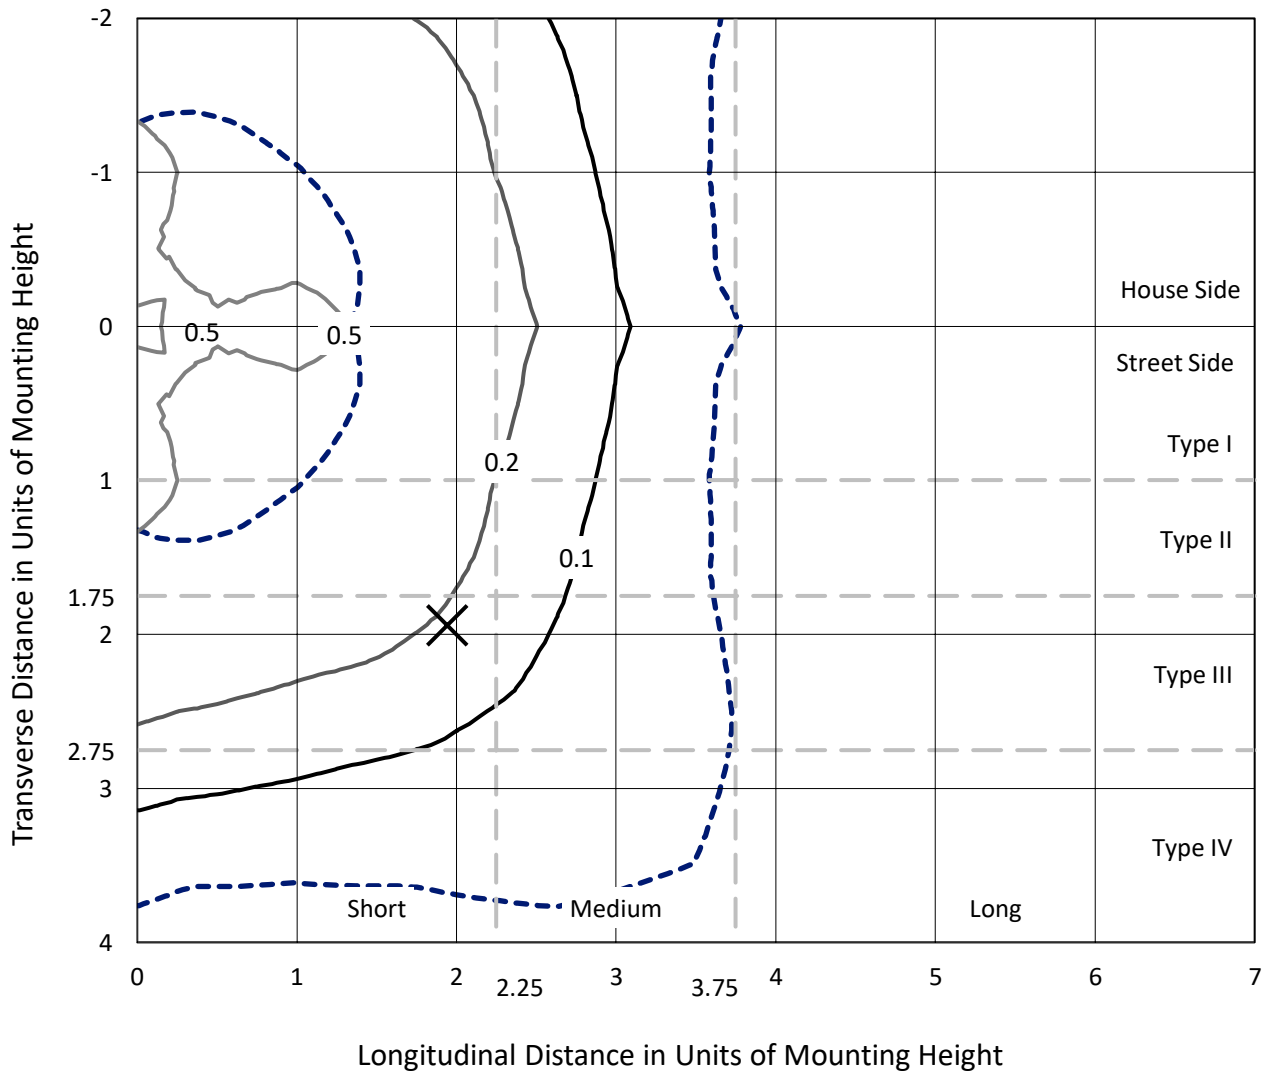 -2
-1
House Side
0
0.5
0.5
Street Side
Type I
0.2
1
Type II
0.1
1.75
2
Type III
2.75
3
Type IV
Short
Medium
Long
4
0
1
2
2.25
3
3.75
4
5
6
7
Transverse Distance in Units of Mounting Height
Longitudinal Distance in Units of Mounting Height